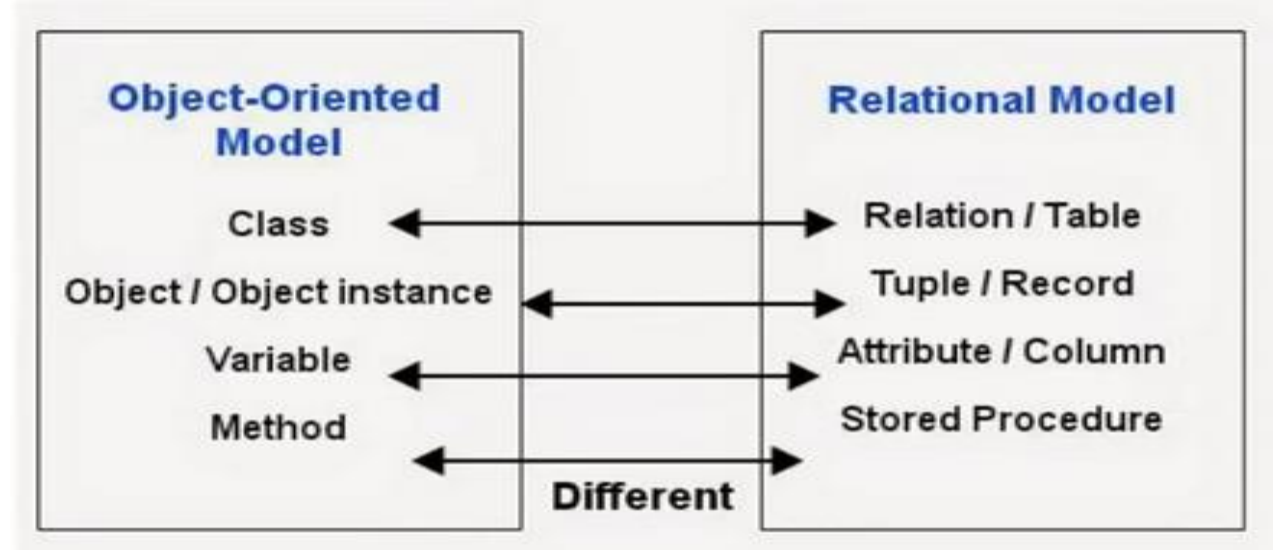 Object-Oriented
Model
Class
Object / Object instance
Variable
Method
Relational Model
Relation / Table
Tuple / Record
Attribute / Column
Stored Procedure
Different